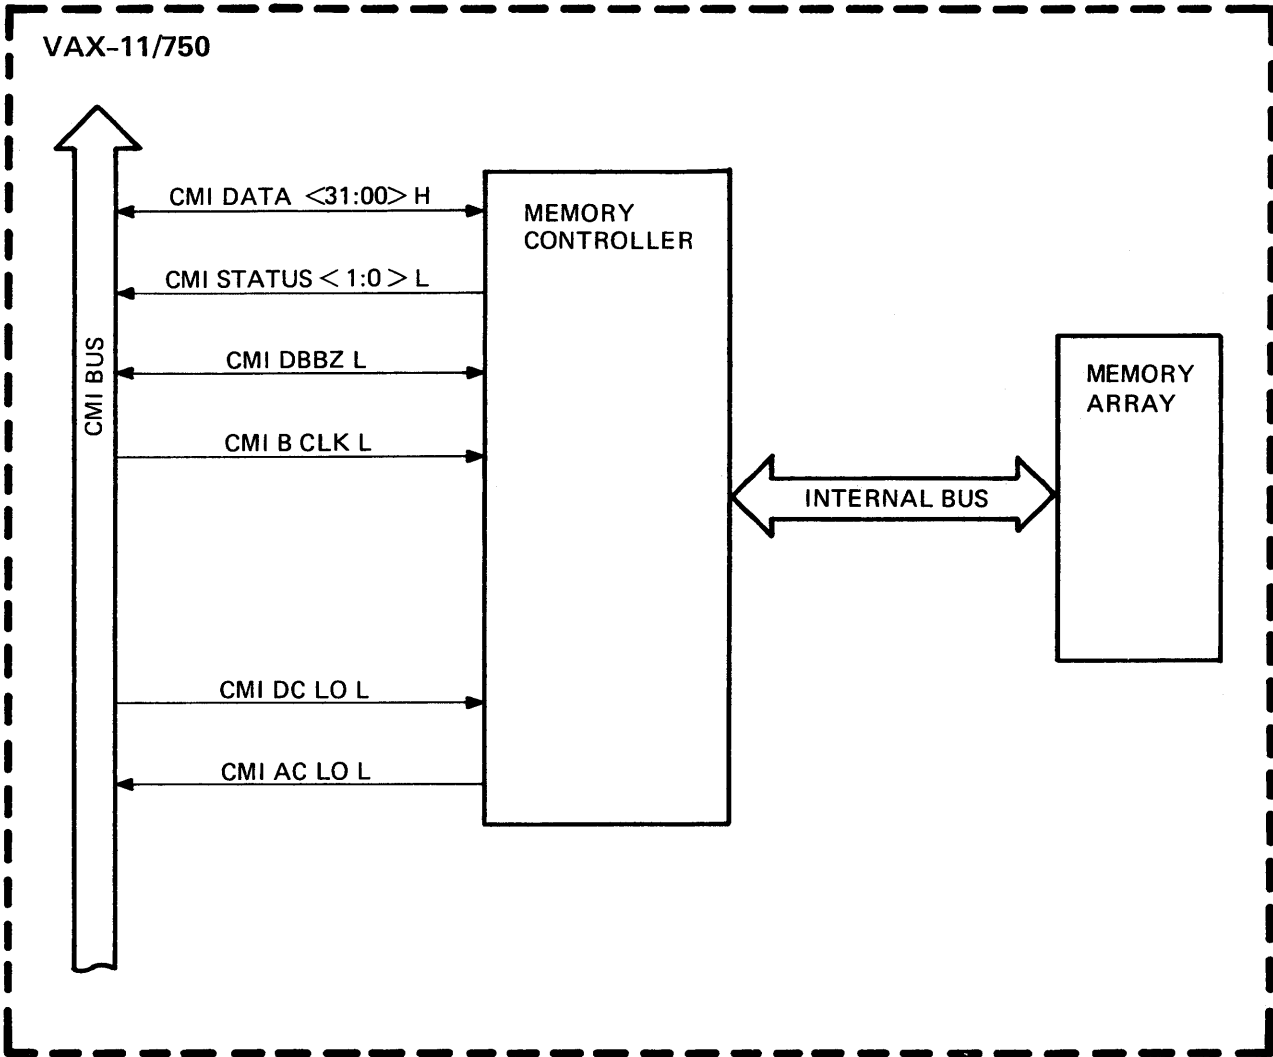 VAX-11/750
CMI DATA <31:00> H
MEMORY
CONTROLLER
CMI STATUS < 1:0 > L
CMI BUS
CMI DBBZ L
MEMORY
ARRAY
CMI B CLK L
INTERNAL BUS
CMI DC LO L
CMI AC LO L